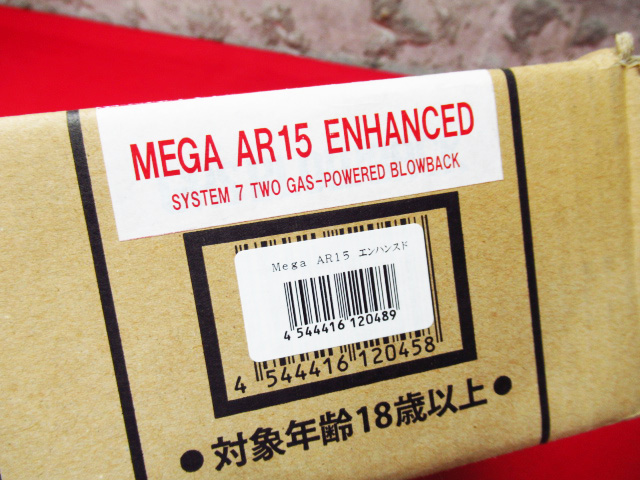 MEGA AR15 ENHANCED
SYSTEM 7 TWO GAS-POWERED BLOWBACK
Mega AR15 エンハンスド
4 544416 120489
4 544416 120458
●対象年齢18歳以上●